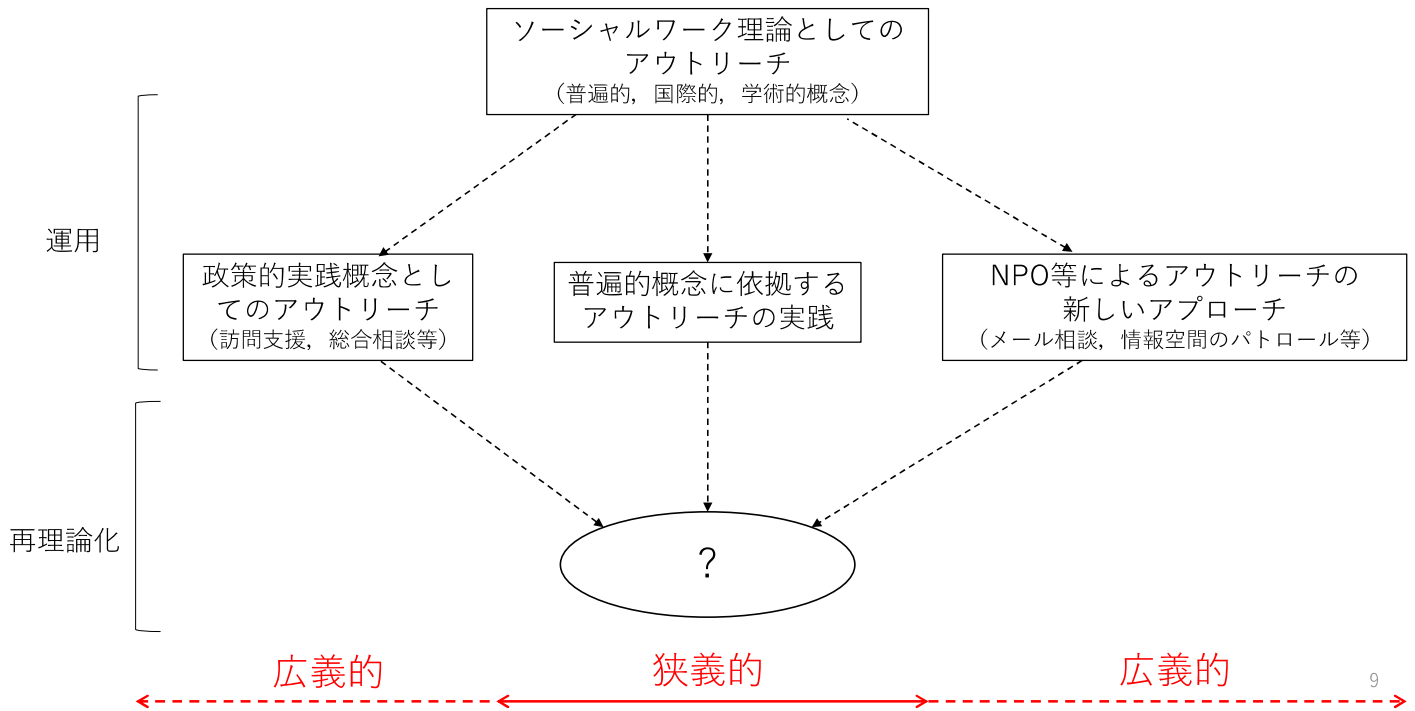 ソーシャルワーク理論としての
アウトリーチ
（普遍的，国際的，学術的概念）
運用
政策的実践概念とし
てのアウトリーチ
（訪問支援，総合相談等）
普遍的概念に依拠する
アウトリーチの実践
NPO等によるアウトリーチの
新しいアプローチ
（メール相談，情報空間のパトロール等）
再理論化
？
広義的
狭義的
広義的
9